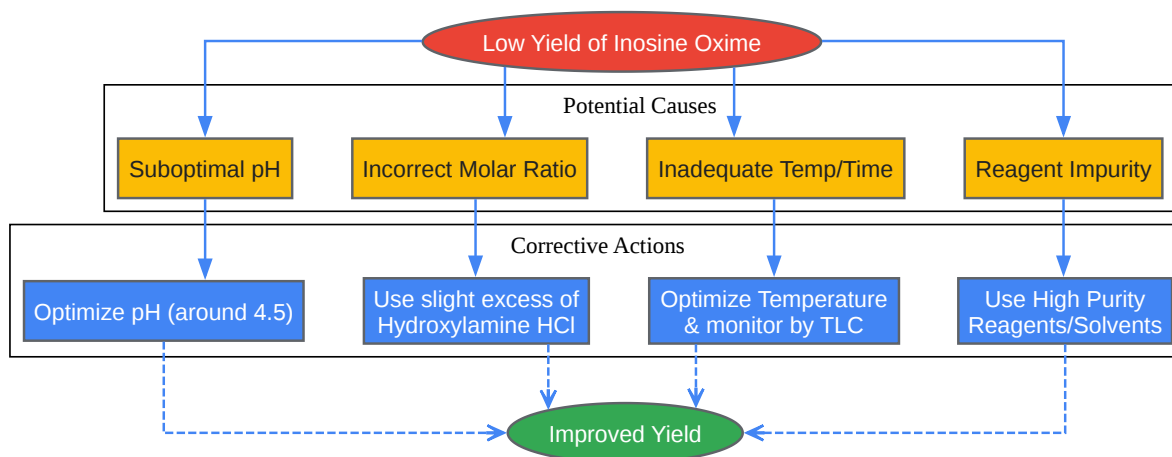 Low Yield of Inosine Oxime
Potential Causes
Suboptimal pH
Incorrect Molar Ratio
Inadequate Temp/Time
Reagent Impurity
Corrective Actions
Optimize pH (around 4.5)
Use slight excess of
Hydroxylamine HCl
Optimize Temperature
& monitor by TLC
Use High Purity
Reagents/Solvents
Improved Yield